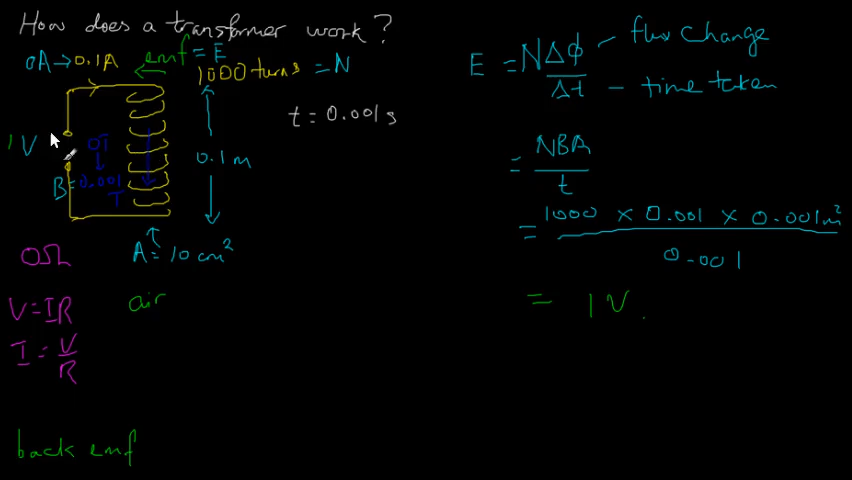 How does a transformer work?
0A → 0.1A
emf = E
1000 turns = N
t = 0.001s
1V
0T
↓
B = 0.001
T
0.1m
A = 10 cm²
0Ω
air
V = IR
I = V/R
back emf
E = NΔϕ/Δt
flux change
time taken
= NBA/t
= 1000 × 0.001 × 0.001m²
0.001
= 1V.